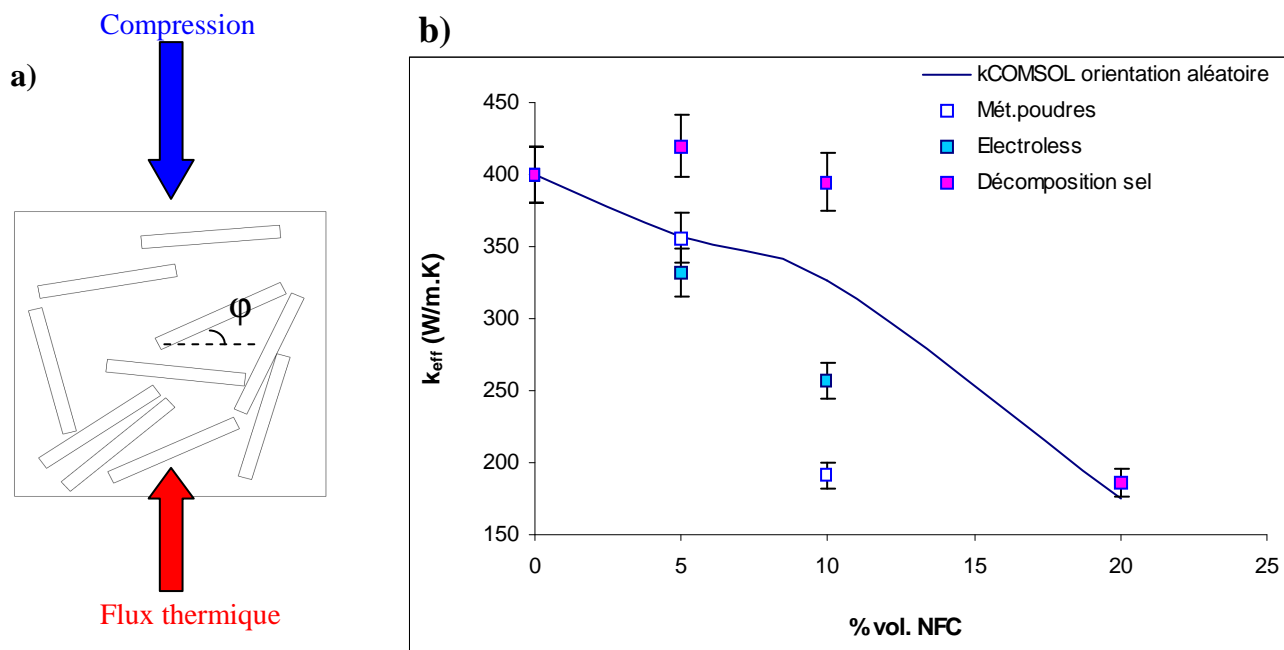 Compression
a)
φ
Flux thermique
b)
kCOMSOL orientation aléatoire
Mét.poudres
Electroless
Décomposition sel
450
400
350
300
250
200
150
k_eff (W/m.K)
0 5 10 15 20 25
% vol. NFC